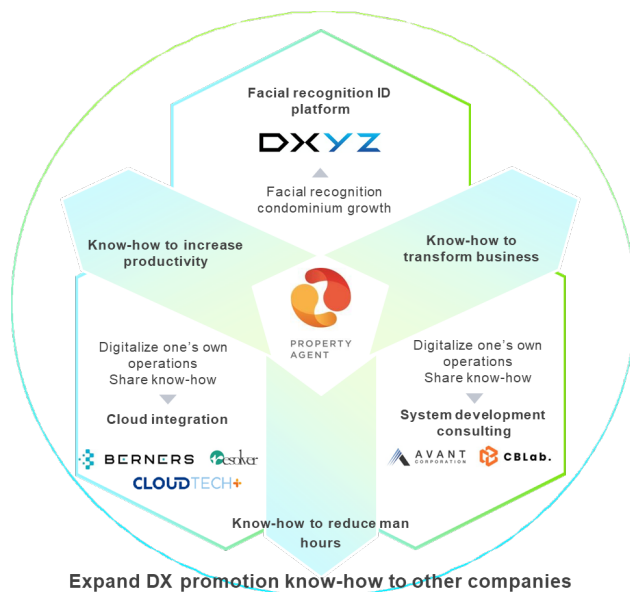 Facial recognition ID
platform
DXYZ
Facial recognition
condominium growth
Know-how to increase
productivity
Know-how to
transform business
PROPERTY
AGENT
Digitalize one's own
operations
Share know-how
Cloud integration
BERNERS
resolver
CLOUDTECH+
Digitalize one's own
operations
Share know-how
System development
consulting
AVANT
CORPORATION
CBLab.
Know-how to reduce man
hours
Expand DX promotion know-how to other companies